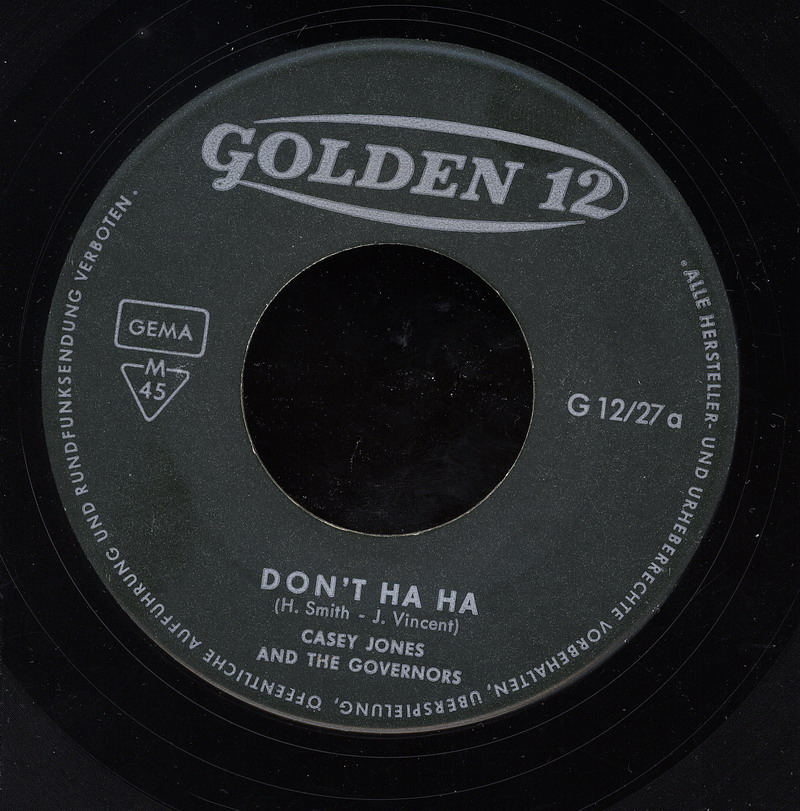 GOLDEN 12
GEMA
M
45
G 12/27 a
DON'T HA HA
(H. Smith - J. Vincent)
CASEY JONES
AND THE GOVERNORS
• ALLE HERSTELLER- UND URHEBERRECHTE VORBEHALTEN, ÜBERSPIELUNG, ÖFFENTLICHE AUFFÜHRUNG UND RUNDFUNKSENDUNG VERBOTEN •